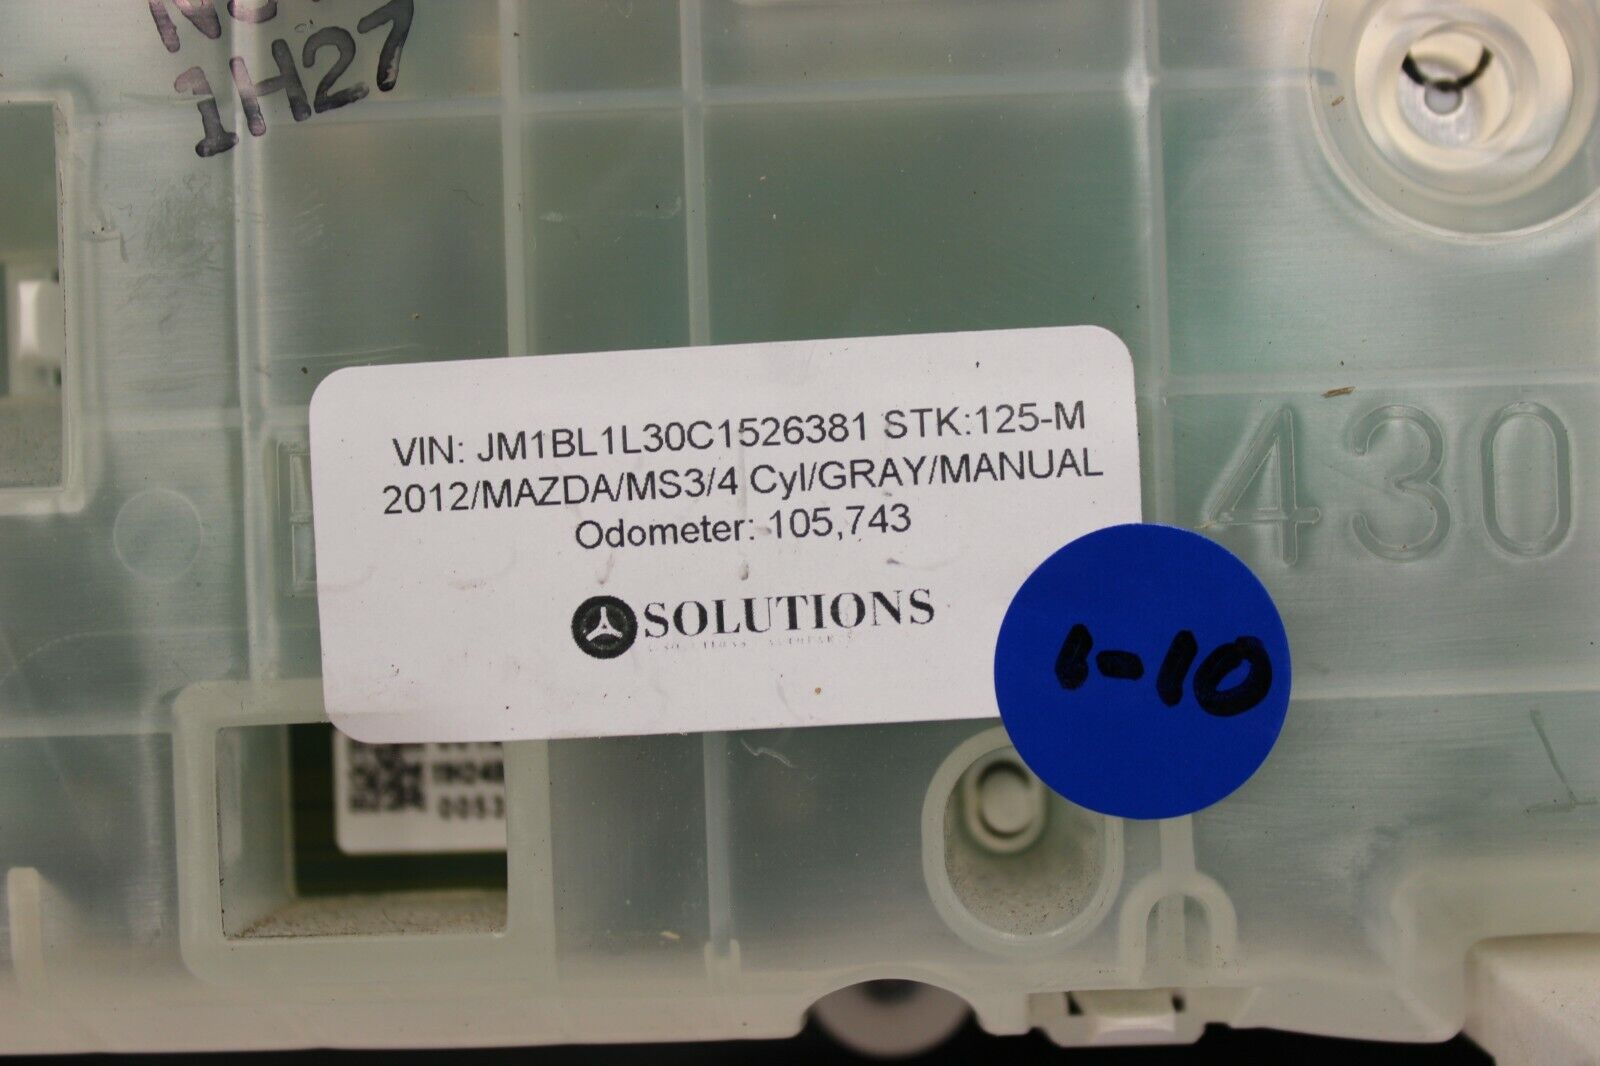 1H27
VIN: JM1BL1L30C1526381 STK:125-M
2012/MAZDA/MS3/4 Cyl/GRAY/MANUAL
Odometer: 105,743
SOLUTIONS
430
1-10
0053